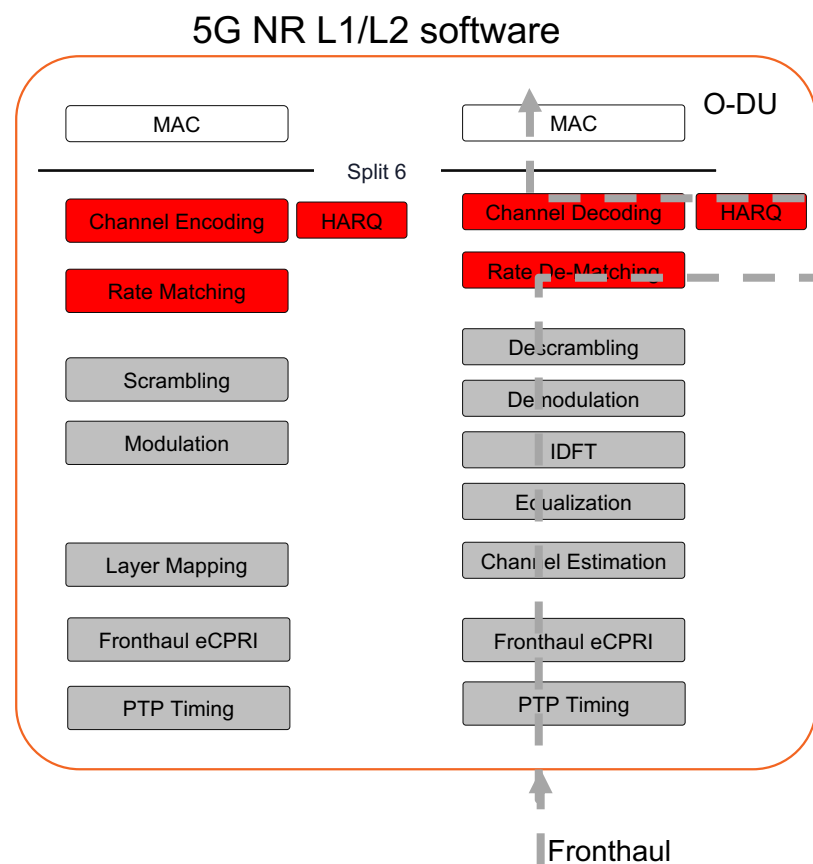 5G NR L1/L2 software
O-DU
MAC
MAC
Split 6
Channel Encoding
HARQ
Channel Decoding
HARQ
Rate Matching
Rate De-Matching
Scrambling
Descrambling
Modulation
Demodulation
IDFT
Equalization
Layer Mapping
Channel Estimation
Fronthaul eCPRI
Fronthaul eCPRI
PTP Timing
PTP Timing
Fronthaul